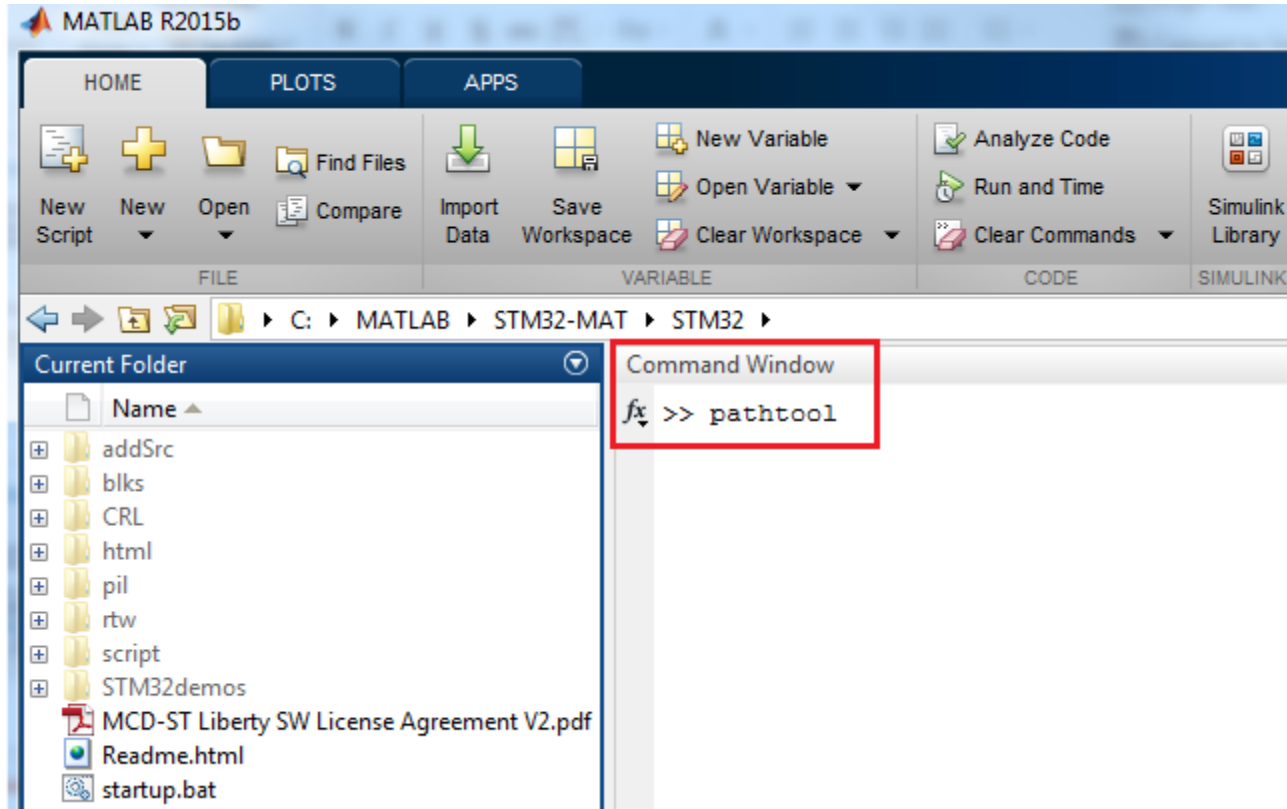 MATLAB R2015b
HOME PLOTS APPS
New Script
New
Open
Find Files
Compare
Import Data
Save Workspace
New Variable
Open Variable
Clear Workspace
Analyze Code
Run and Time
Clear Commands
Simulink Library
FILE VARIABLE CODE SIMULINK
C: MATLAB STM32-MAT STM32
Current Folder
Command Window
Name
fx >> pathtool
addSrc
blks
CRL
html
pil
rtw
script
STM32demos
MCD-ST Liberty SW License Agreement V2.pdf
Readme.html
startup.bat